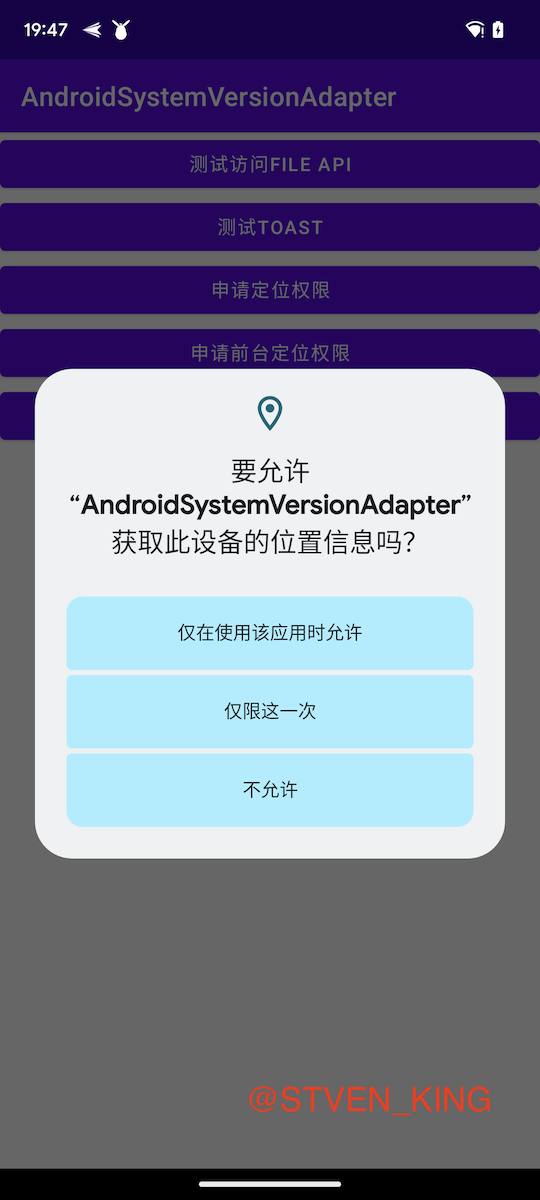 19:47
AndroidSystemVersionAdapter
测试访问FILE API
测试TOAST
申请定位权限
申请前台定位权限
要允许
“AndroidSystemVersionAdapter”
获取此设备的位置信息吗？
仅在使用该应用时允许
仅限这一次
不允许
@STVEN_KING